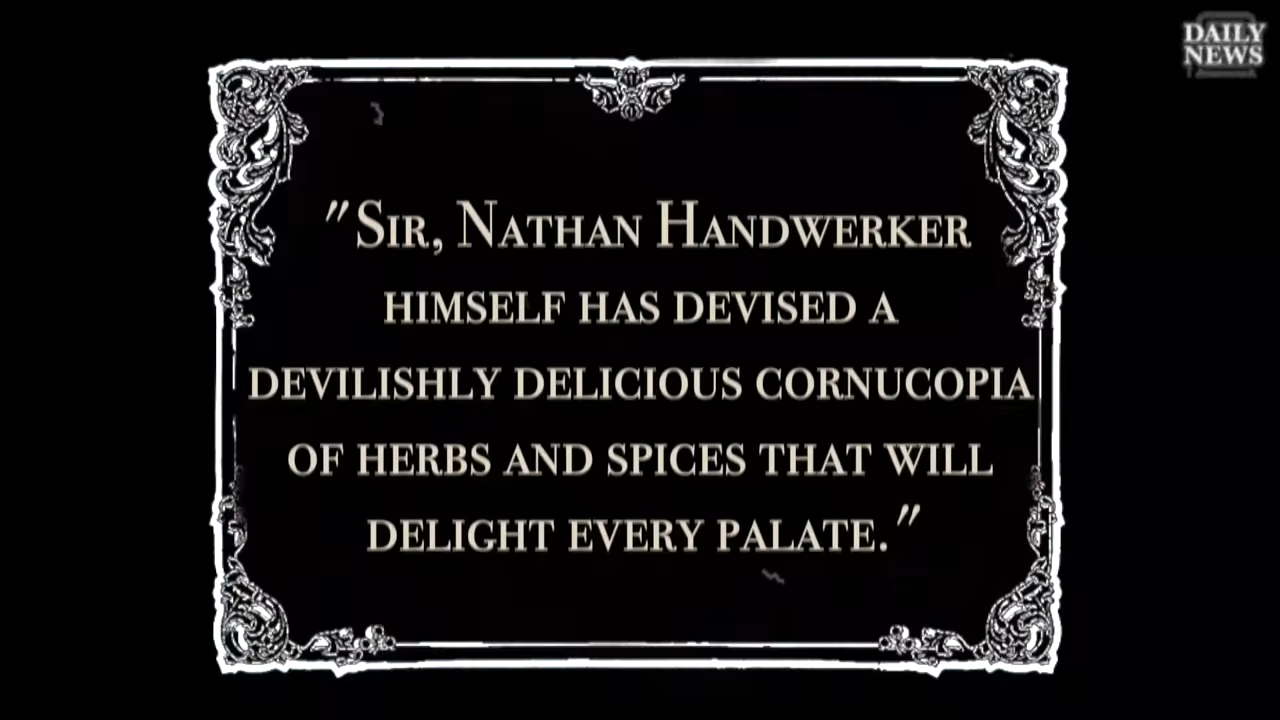 DAILY
NEWS
"Sir, Nathan Handwerker
himself has devised a
devilishly delicious cornucopia
of herbs and spices that will
delight every palate."